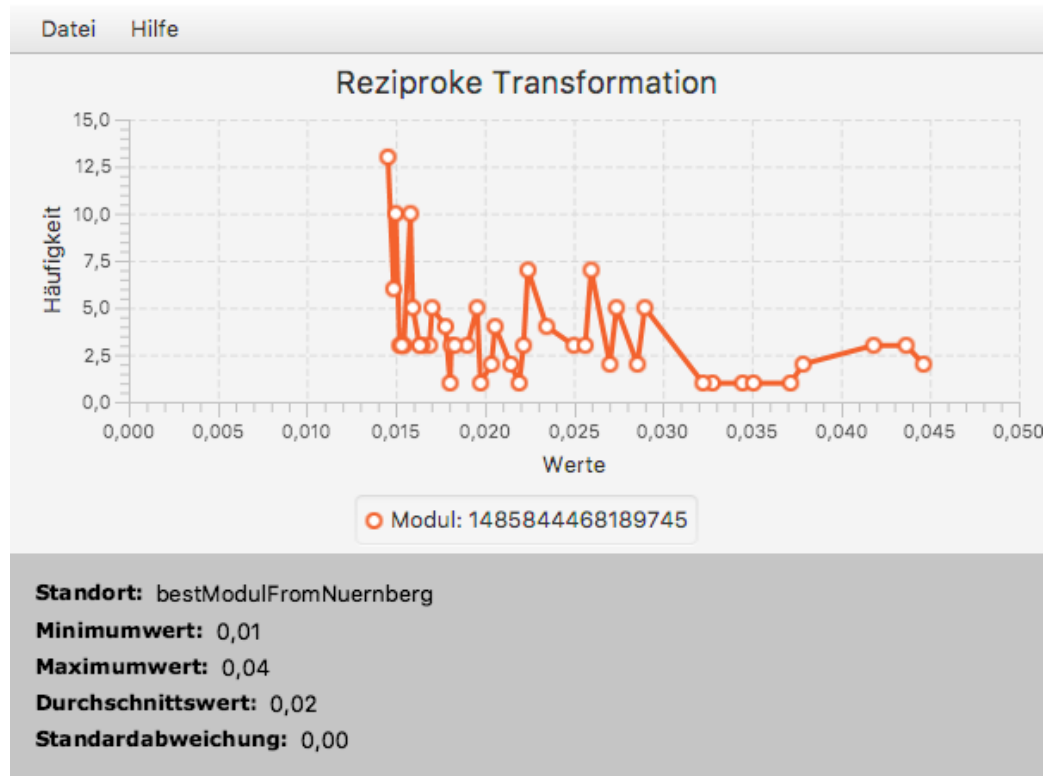 Datei Hilfe
Reziproke Transformation
15,0
12,5
10,0
7,5
5,0
2,5
0,0
Häufigkeit
0,000 0,005 0,010 0,015 0,020 0,025 0,030 0,035 0,040 0,045 0,050
Werte
Modul: 1485844468189745
Standort: bestModulFromNuernberg
Minimumwert: 0,01
Maximumwert: 0,04
Durchschnittswert: 0,02
Standardabweichung: 0,00